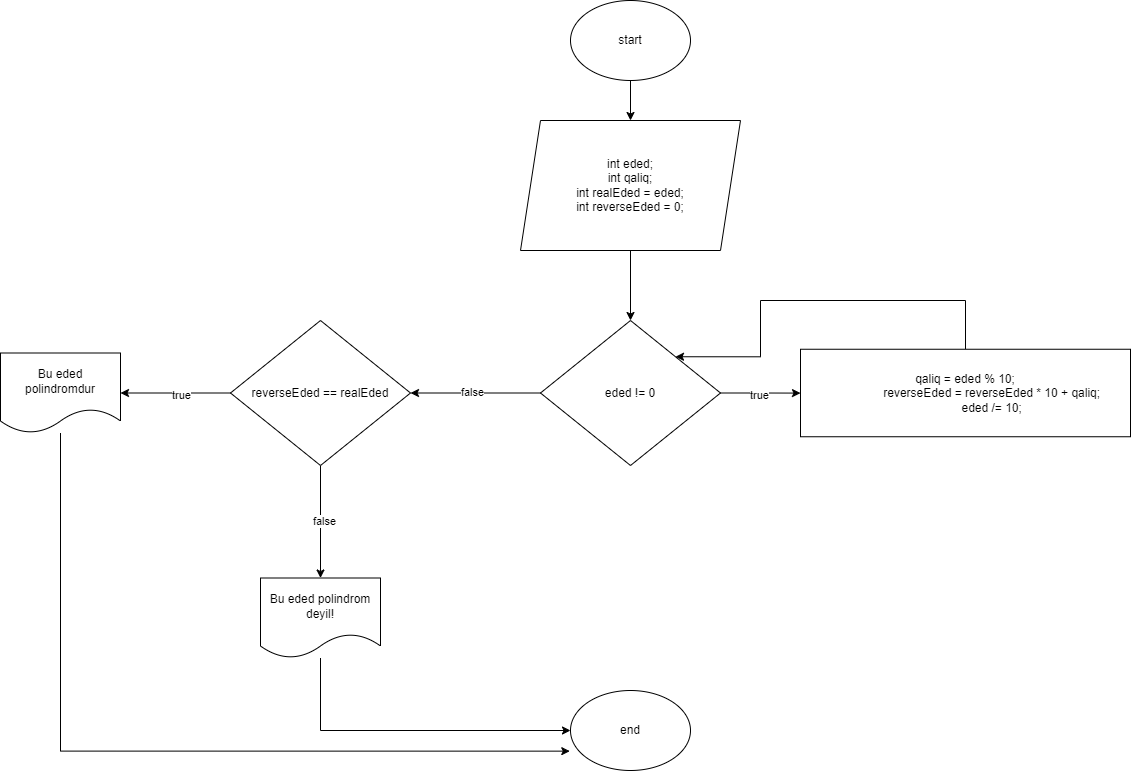 start
int eded;
int qaliq;
int realEded = eded;
int reverseEded = 0;
eded != 0
true
qaliq = eded % 10;
reverseEded = reverseEded * 10 + qaliq;
eded /= 10;
false
reverseEded == realEded
true
Bu eded
polindromdur
false
Bu eded polindrom
deyil!
end